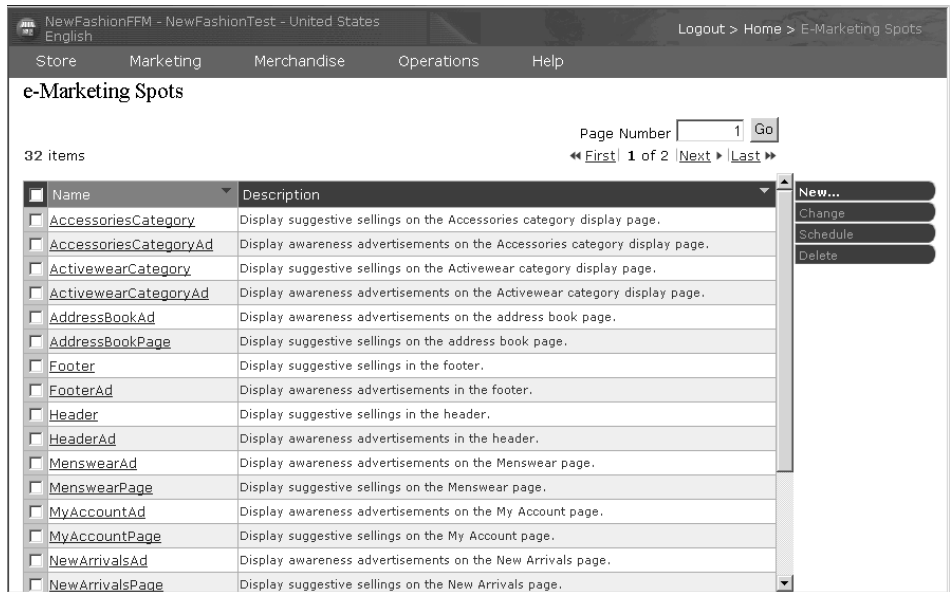 NewFashionFFM - NewFashionTest - United States
English
Logout > Home > E-Marketing Spots
Store Marketing Merchandise Operations Help
e-Marketing Spots
Page Number 1 Go
32 items
First 1 of 2 Next Last
Name Description
New...
AccessoriesCategory Display suggestive sellings on the Accessories category display page.
Change
AccessoriesCategoryAd Display awareness advertisements on the Accessories category display page.
Schedule
ActivewearCategory Display suggestive sellings on the Activewear category display page.
Delete
ActivewearCategoryAd Display awareness advertisements on the Activewear category display page.
AddressBookAd Display awareness advertisements on the address book page.
AddressBookPage Display suggestive sellings on the address book page.
Footer Display suggestive sellings in the footer.
FooterAd Display awareness advertisements in the footer.
Header Display suggestive sellings in the header.
HeaderAd Display awareness advertisements in the header.
MenswearAd Display awareness advertisements on the Menswear page.
MenswearPage Display suggestive sellings on the Menswear page.
MyAccountAd Display awareness advertisements on the My Account page.
MyAccountPage Display suggestive sellings on the My Account page.
NewArrivalsAd Display awareness advertisements on the New Arrivals page.
NewArrivalsPage Display suggestive sellings on the New Arrivals page.